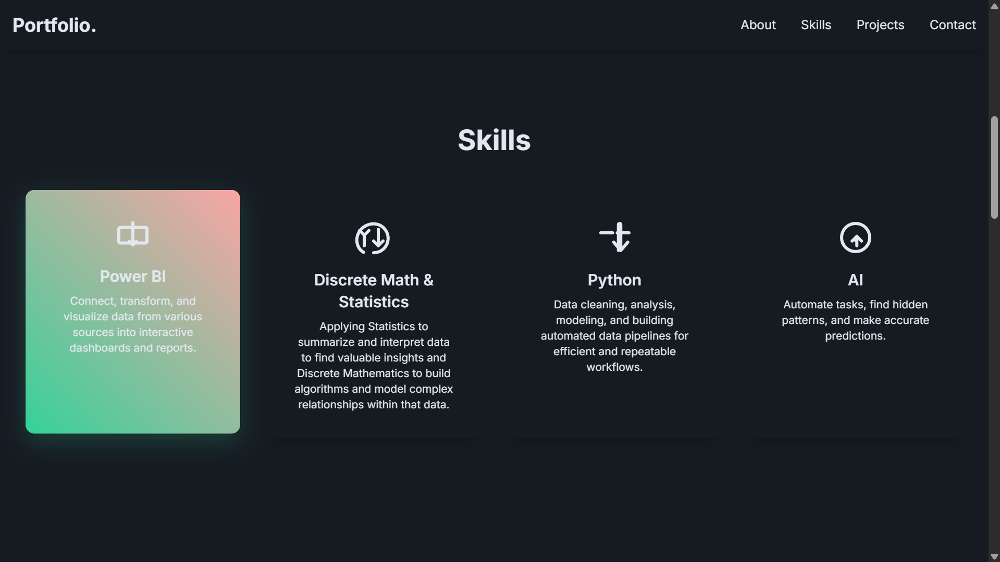 Portfolio.
About
Skills
Projects
Contact
Skills
Power BI
Connect, transform, and
visualize data from various
sources into interactive
dashboards and reports.
Discrete Math &
Statistics
Applying Statistics to
summarize and interpret data
to find valuable insights and
Discrete Mathematics to build
algorithms and model complex
relationships within that data.
Python
Data cleaning, analysis,
modeling, and building
automated data pipelines for
efficient and repeatable
workflows.
AI
Automate tasks, find hidden
patterns, and make accurate
predictions.